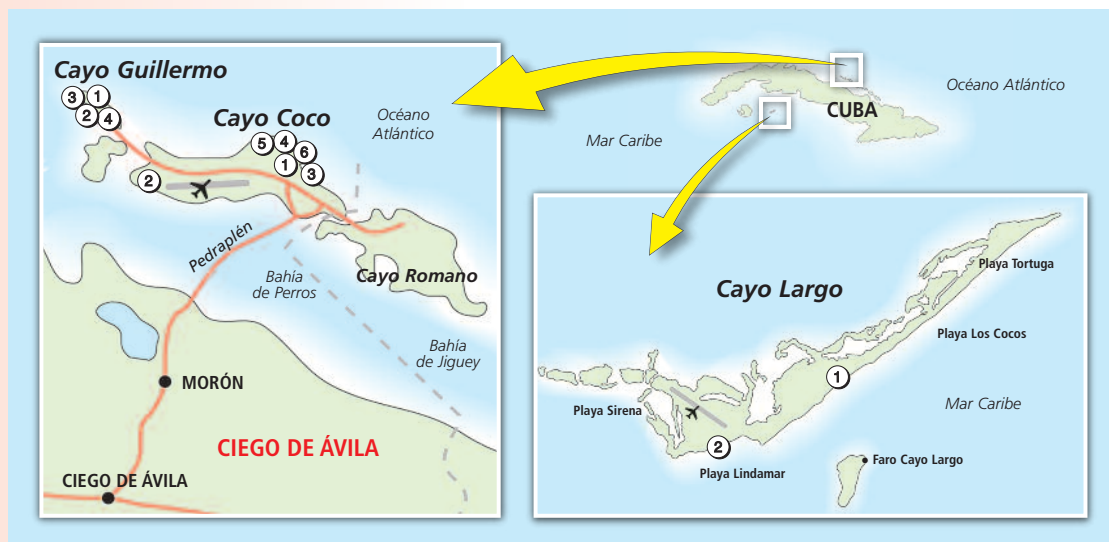 Cayo Guillermo
3 1
2 4
Cayo Coco
5 4
6
1 3
2
Océano
Atlántico
Pedraplén
Bahía
de Perros
Cayo Romano
Bahía
de Jiguey
MORÓN
CIEGO DE ÁVILA
CIEGO DE ÁVILA
Océano Atlántico
CUBA
Mar Caribe
Cayo Largo
Playa Tortuga
Playa Los Cocos
1
Mar Caribe
Playa Sirena
2
Playa Lindamar
Faro Cayo Largo